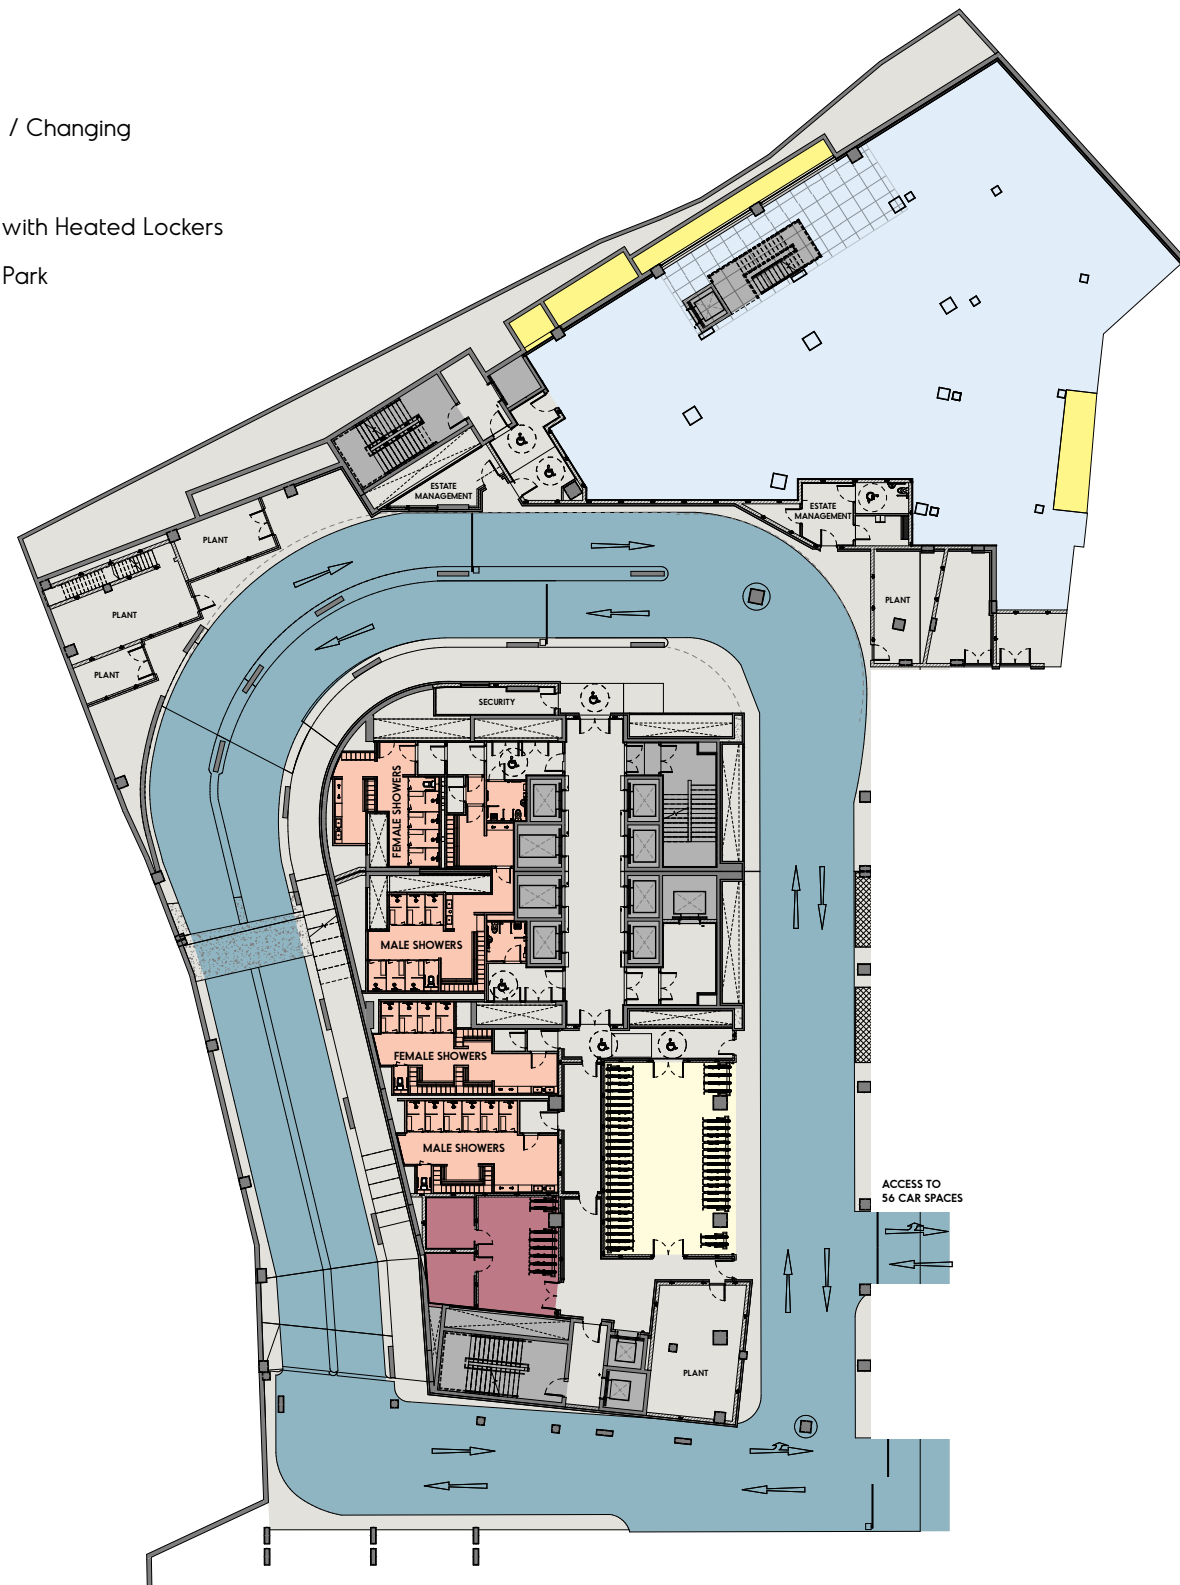 / Changing
with Heated Lockers
Park
ESTATE
MANAGEMENT
ESTATE
MANAGEMENT
PLANT
PLANT
PLANT
PLANT
SECURITY
FEMALE SHOWERS
MALE SHOWERS
FEMALE SHOWERS
MALE SHOWERS
ACCESS TO
56 CAR SPACES
PLANT